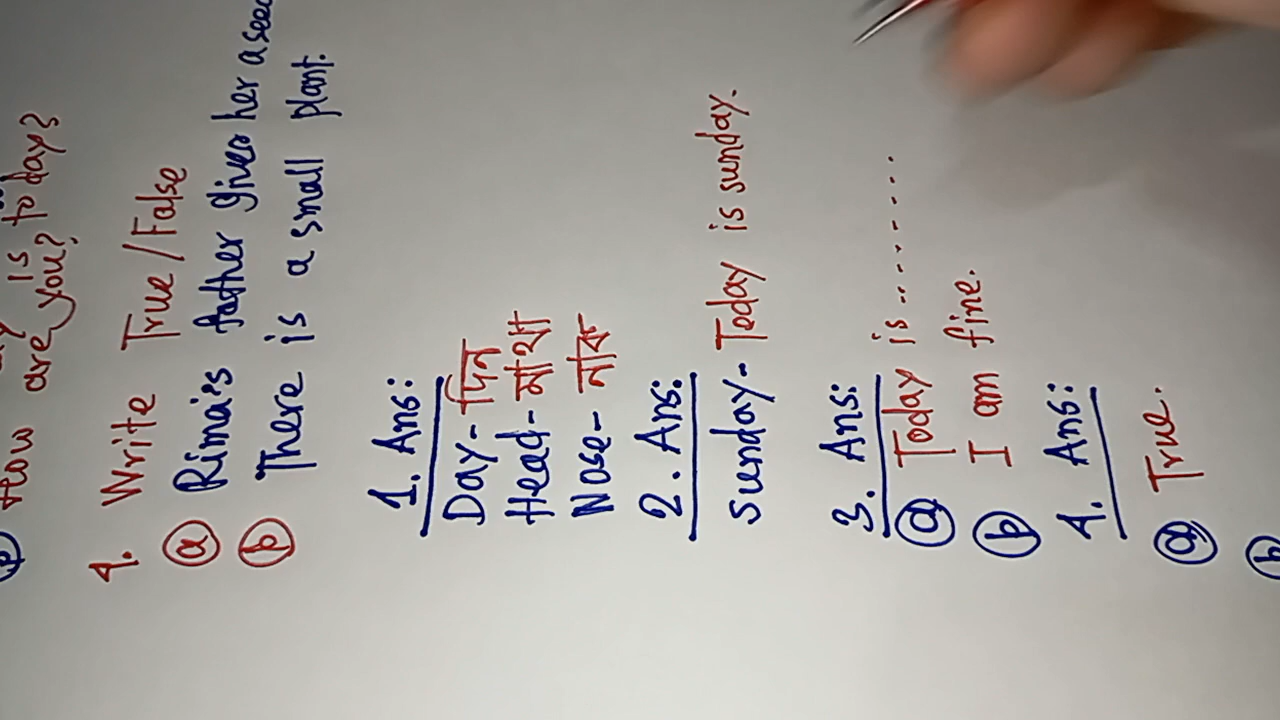 is today?
(b) How are you?
4. Write True/False
(a) Rima's father gives her a seed
(b) There is a small plant.
1. Ans:
Day- দিন
Head- মাথা
Nose- নাক
2. Ans:
Sunday- Today is sunday.
3. Ans:
(a) Today is.........
(b) I am fine.
4. Ans:
(a) True.
(b)